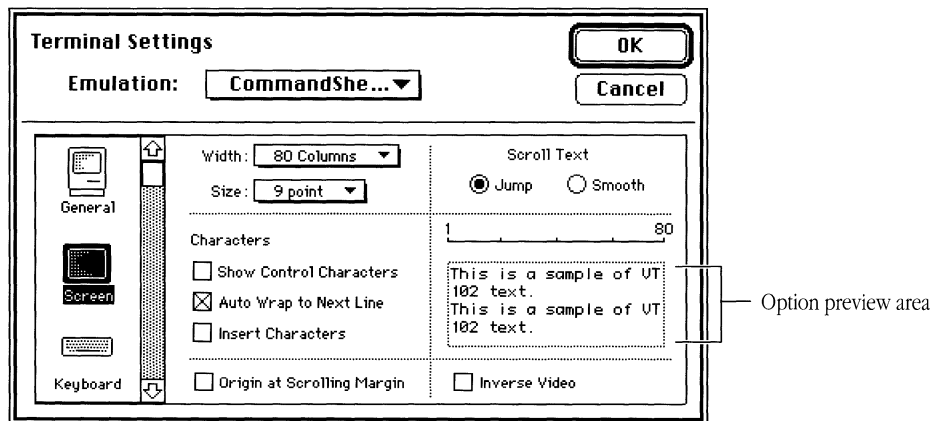 Terminal Settings
OK
Emulation: CommandShe...
Cancel
General
Screen
Keyboard
Width: 80 Columns
Size: 9 point
Scroll Text
Jump Smooth
Characters
Show Control Characters
Auto Wrap to Next Line
Insert Characters
1 80
This is a sample of VT
102 text.
This is a sample of VT
102 text.
Option preview area
Origin at Scrolling Margin
Inverse Video